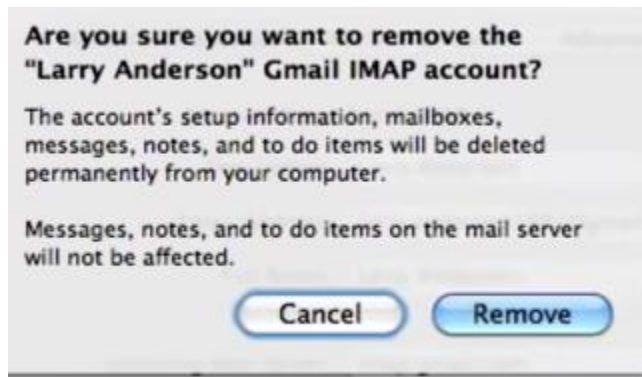 Are you sure you want to remove the
"Larry Anderson" Gmail IMAP account?
The account's setup information, mailboxes,
messages, notes, and to do items will be deleted
permanently from your computer.
Messages, notes, and to do items on the mail server
will not be affected.
Cancel Remove